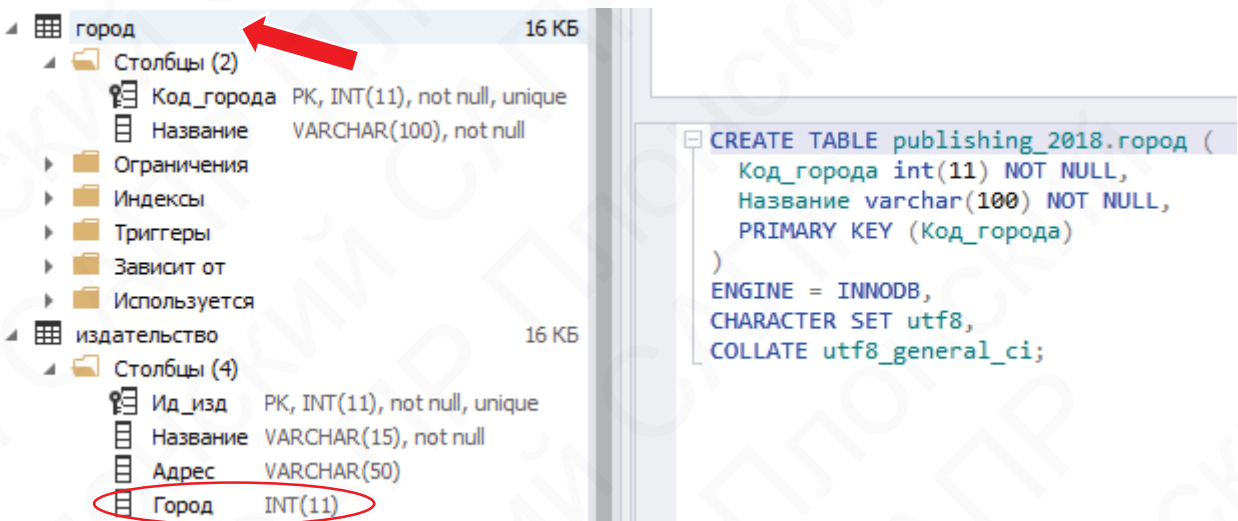 город 16 КБ
Столбцы (2)
Код_города PK, INT(11), not null, unique
Название VARCHAR(100), not null
Ограничения
Индексы
Триггеры
Зависит от
Используется
издательство 16 КБ
Столбцы (4)
Ид_изд PK, INT(11), not null, unique
Название VARCHAR(15), not null
Адрес VARCHAR(50)
Город INT(11)
CREATE TABLE publishing_2018.город (
Код_города int(11) NOT NULL,
Название varchar(100) NOT NULL,
PRIMARY KEY (Код_города)
)
ENGINE = INNODB,
CHARACTER SET utf8,
COLLATE utf8_general_ci;